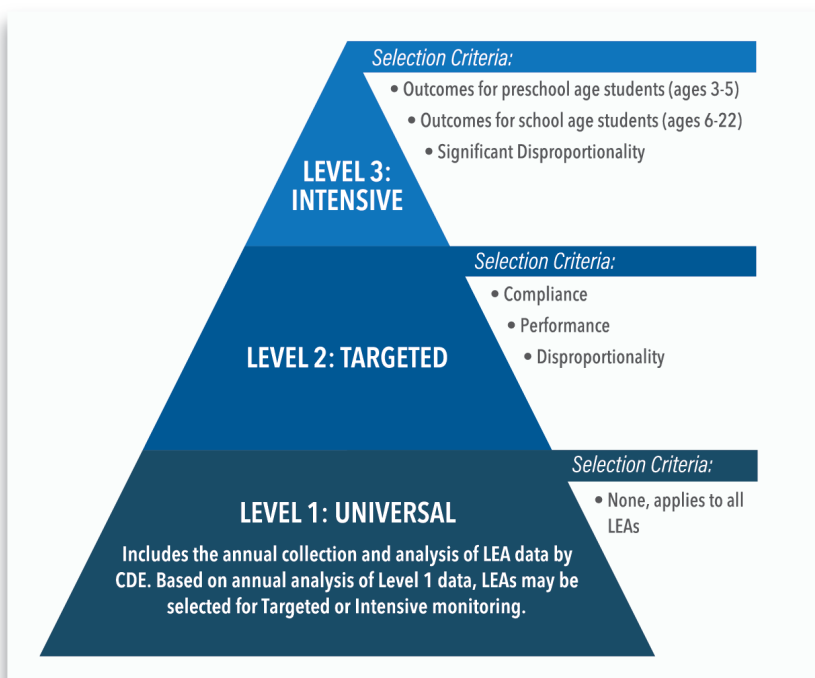 Selection Criteria:
• Outcomes for preschool age students (ages 3-5)
• Outcomes for school age students (ages 6-22)
• Significant Disproportionality
LEVEL 3:
INTENSIVE
Selection Criteria:
• Compliance
• Performance
• Disproportionality
LEVEL 2: TARGETED
Selection Criteria:
• None, applies to all
LEAs
LEVEL 1: UNIVERSAL
Includes the annual collection and analysis of LEA data by
CDE. Based on annual analysis of Level 1 data, LEAs may be
selected for Targeted or Intensive monitoring.